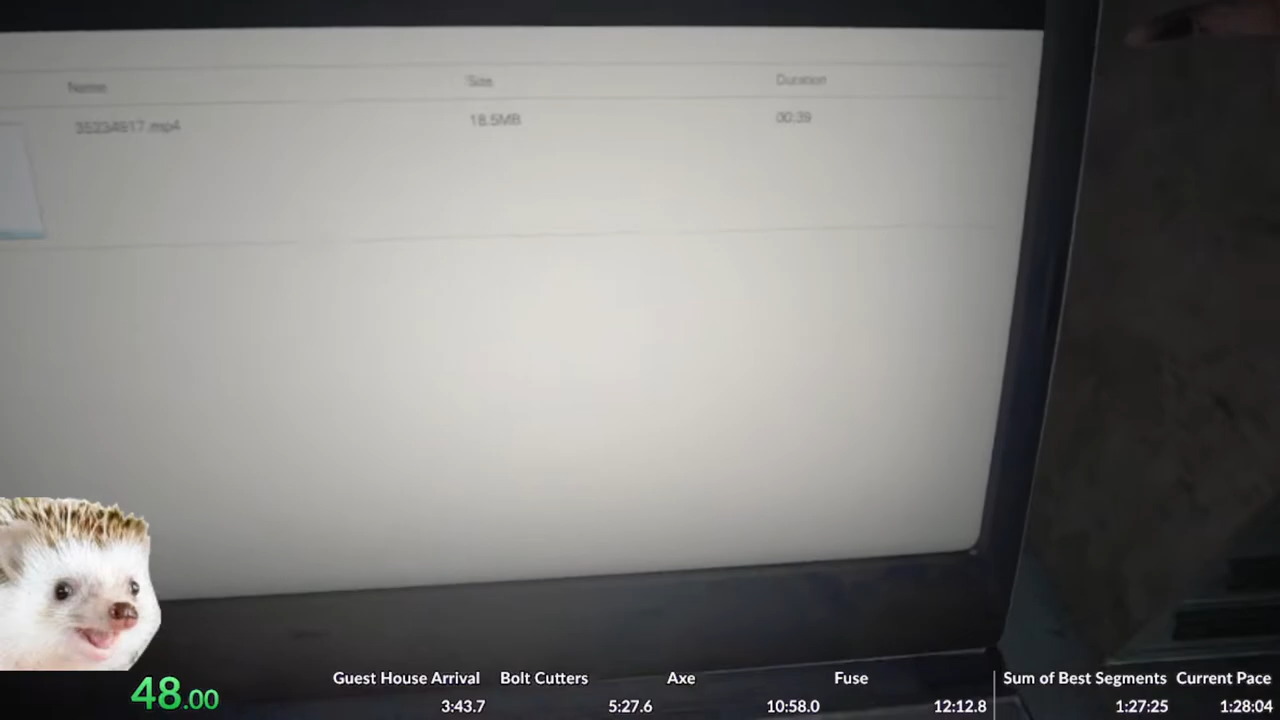 Name Size Duration
35234917.mp4 18.5MB 00:39
48.00
Guest House Arrival Bolt Cutters Axe Fuse Sum of Best Segments Current Pace
3:43.7 5:27.6 10:58.0 12:12.8 1:27:25 1:28:04